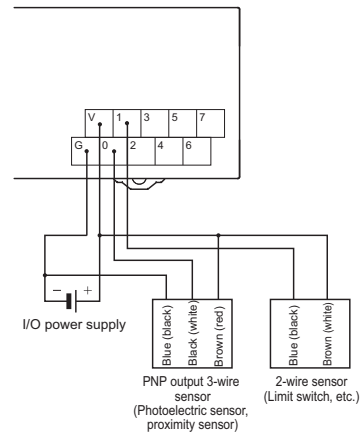 V 1 3 5 7
G 0 2 4 6
− +
I/O power supply
Blue (black)
Black (white)
Brown (red)
Blue (black)
Brown (white)
PNP output 3-wire
sensor
(Photoelectric sensor,
proximity sensor)
2-wire sensor
(Limit switch, etc.)